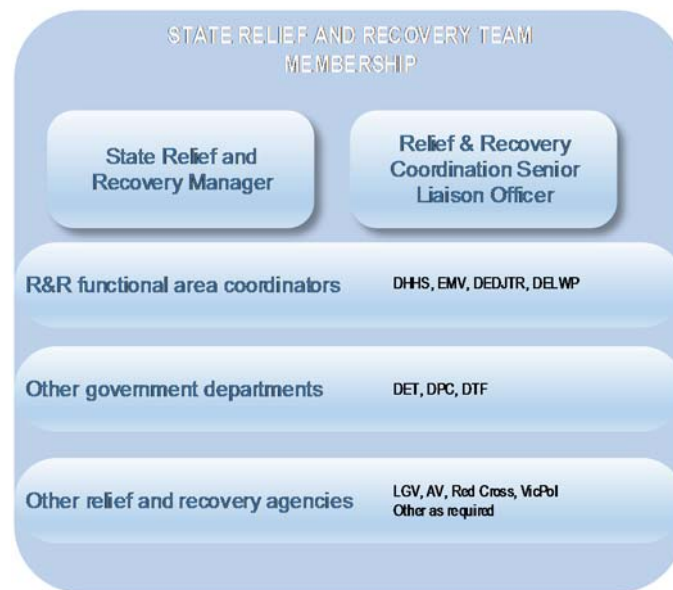 STATE RELIEF AND RECOVERY TEAM
MEMBERSHIP
State Relief and
Recovery Manager
Relief & Recovery
Coordination Senior
Liaison Officer
R&R functional area coordinators
DHHS, EMV, DEDJTR, DELWP
Other government departments
DET, DPC, DTF
Other relief and recovery agencies
LGV, AV, Red Cross, VicPol
Other as required